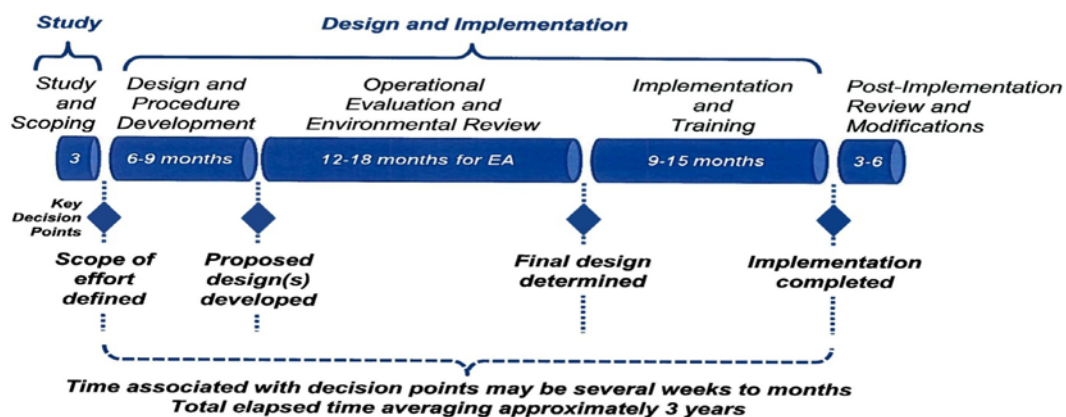 Study
Design and Implementation
Study
and
Scoping
Design and
Procedure
Development
Operational
Evaluation and
Environmental Review
Implementation
and
Training
Post-Implementation
Review and
Modifications
3
6-9 months
12-18 months for EA
9-15 months
3-6
Key
Decision
Points
Scope of
effort
defined
Proposed
design(s)
developed
Final design
determined
Implementation
completed
Time associated with decision points may be several weeks to months
Total elapsed time averaging approximately 3 years